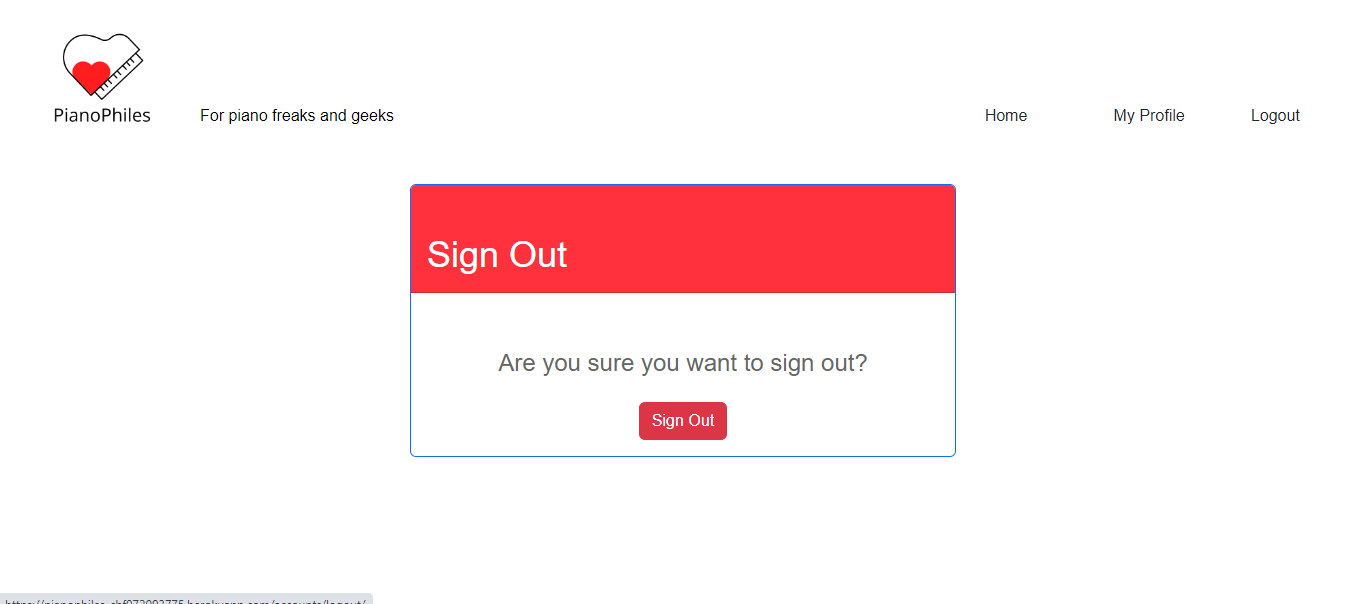 PianoPhiles
For piano freaks and geeks
Home
My Profile
Logout
Sign Out
Are you sure you want to sign out?
Sign Out